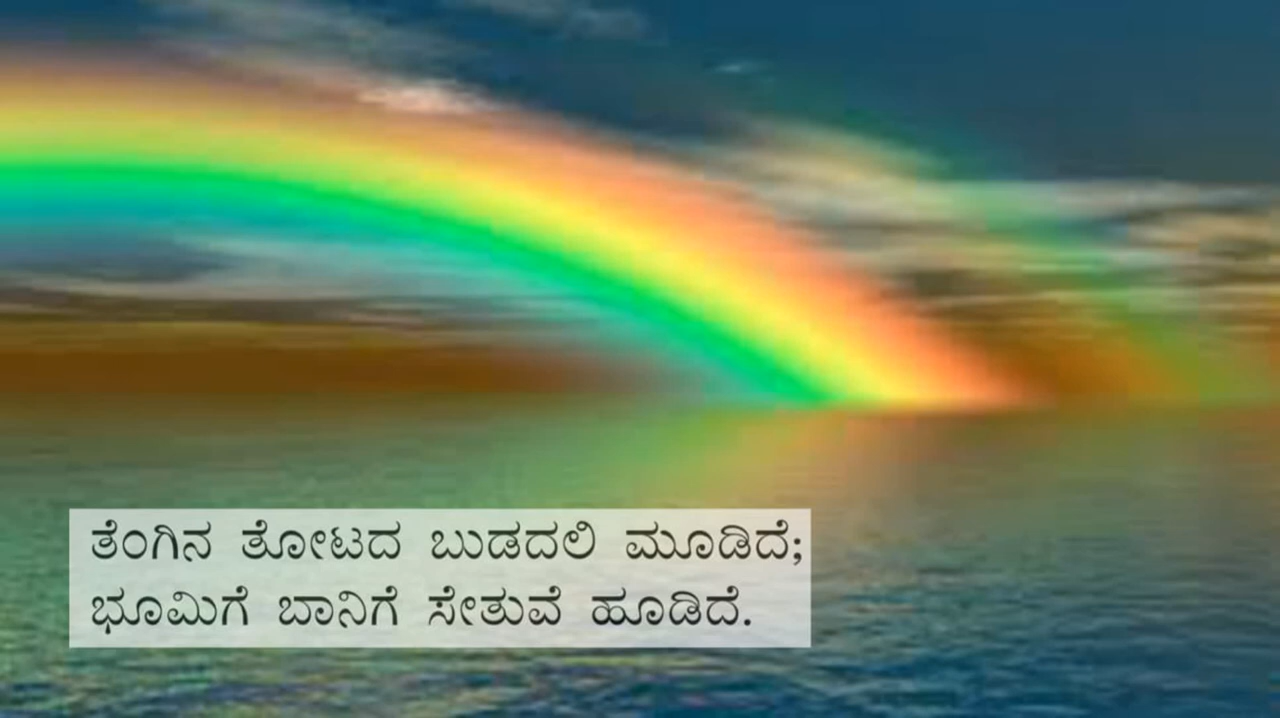 ತೆಂಗಿನ ತೋಟದ ಬುಡದಲಿ ಮೂಡಿದೆ;
ಭೂಮಿಗೆ ಬಾನಿಗೆ ಸೇತುವೆ ಹೂಡಿದೆ.